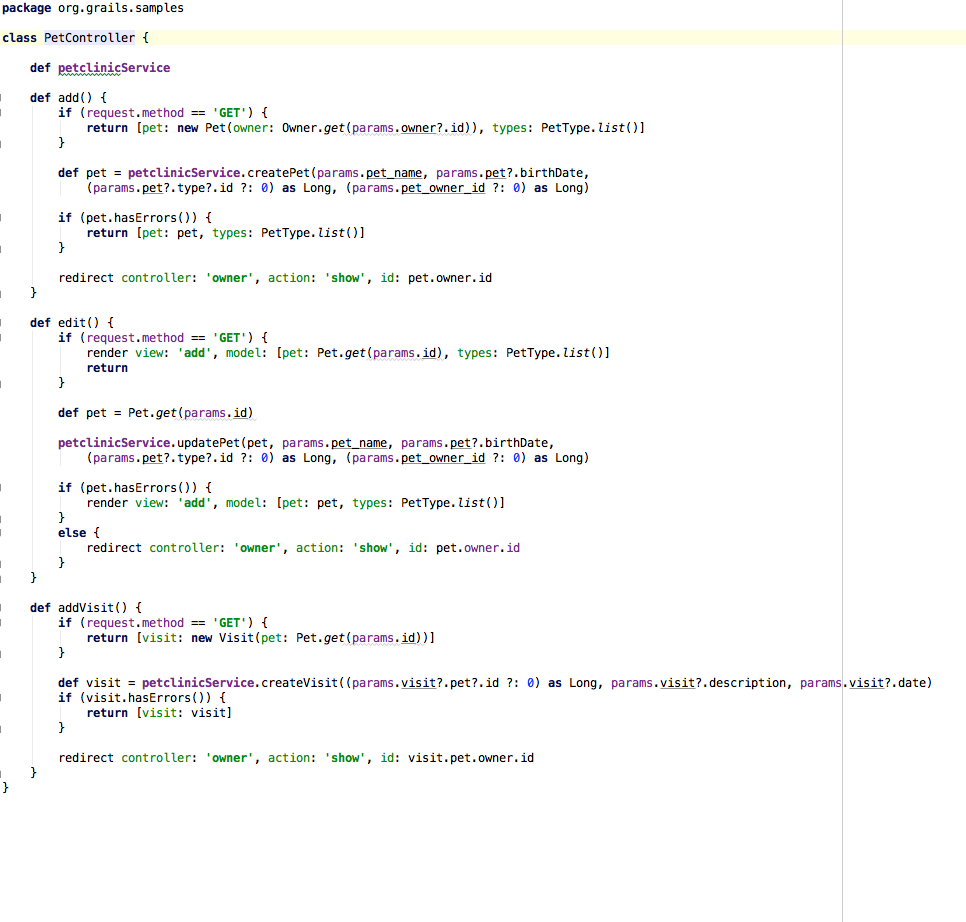 package org.grails.samples
class PetController {
def petclinicService
def add() {
if (request.method == 'GET') {
return [pet: new Pet(owner: Owner.get(params.owner?.id)), types: PetType.list()]
}
def pet = petclinicService.createPet(params.pet_name, params.pet?.birthDate,
(params.pet?.type?.id ?: 0) as Long, (params.pet_owner_id ?: 0) as Long)
if (pet.hasErrors()) {
return [pet: pet, types: PetType.list()]
}
redirect controller: 'owner', action: 'show', id: pet.owner.id
}
def edit() {
if (request.method == 'GET') {
render view: 'add', model: [pet: Pet.get(params.id), types: PetType.list()]
return
}
def pet = Pet.get(params.id)
petclinicService.updatePet(pet, params.pet_name, params.pet?.birthDate,
(params.pet?.type?.id ?: 0) as Long, (params.pet_owner_id ?: 0) as Long)
if (pet.hasErrors()) {
render view: 'add', model: [pet: pet, types: PetType.list()]
}
else {
redirect controller: 'owner', action: 'show', id: pet.owner.id
}
}
def addVisit() {
if (request.method == 'GET') {
return [visit: new Visit(pet: Pet.get(params.id))]
}
def visit = petclinicService.createVisit((params.visit?.pet?.id ?: 0) as Long, params.visit?.description, params.visit?.date)
if (visit.hasErrors()) {
return [visit: visit]
}
redirect controller: 'owner', action: 'show', id: visit.pet.owner.id
}
}